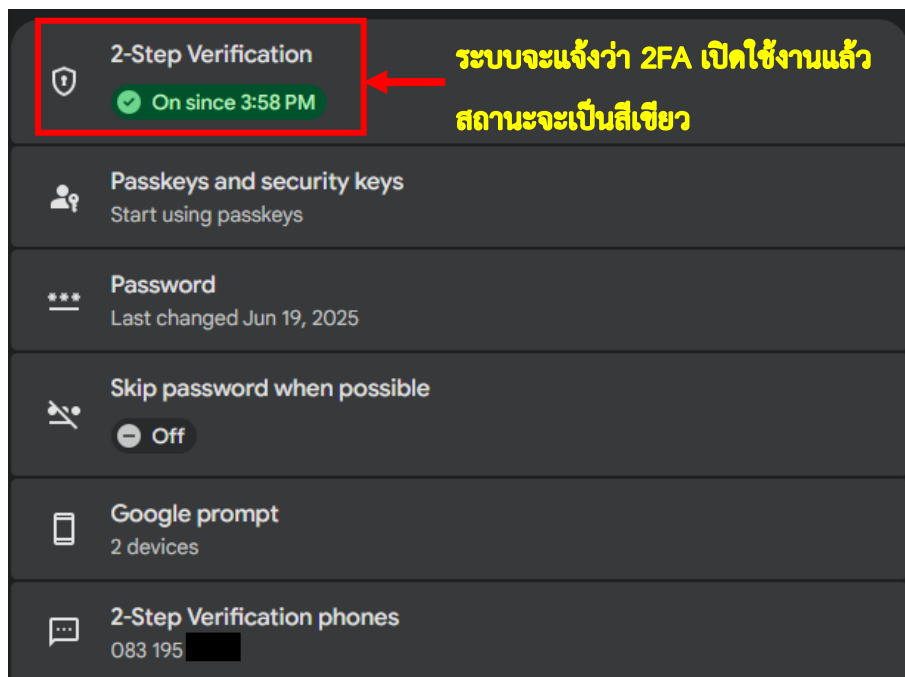 2-Step Verification
On since 3:58 PM
ระบบจะแจ้งว่า 2FA เปิดใช้งานแล้ว
สถานะจะเป็นสีเขียว
Passkeys and security keys
Start using passkeys
Password
Last changed Jun 19, 2025
Skip password when possible
Off
Google prompt
2 devices
2-Step Verification phones
083 195